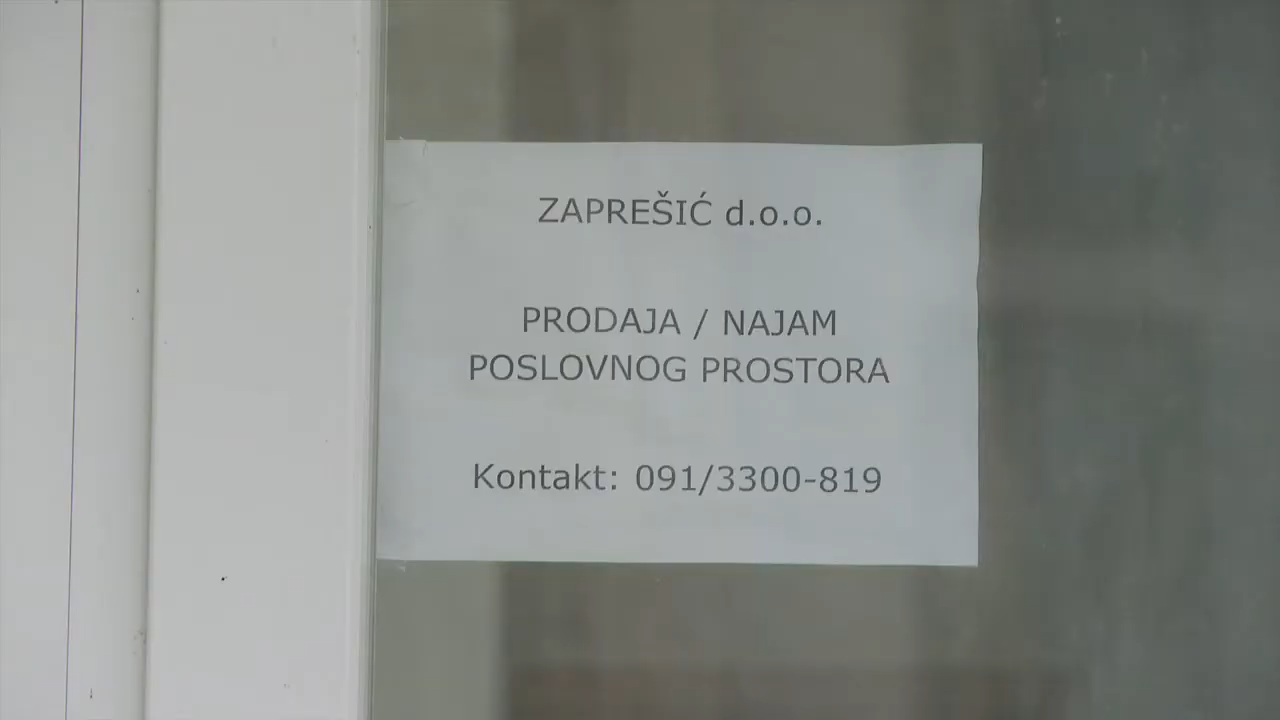 ZAPREŠIĆ d.o.o.
PRODAJA / NAJAM
POSLOVNOG PROSTORA
Kontakt: 091/3300-819